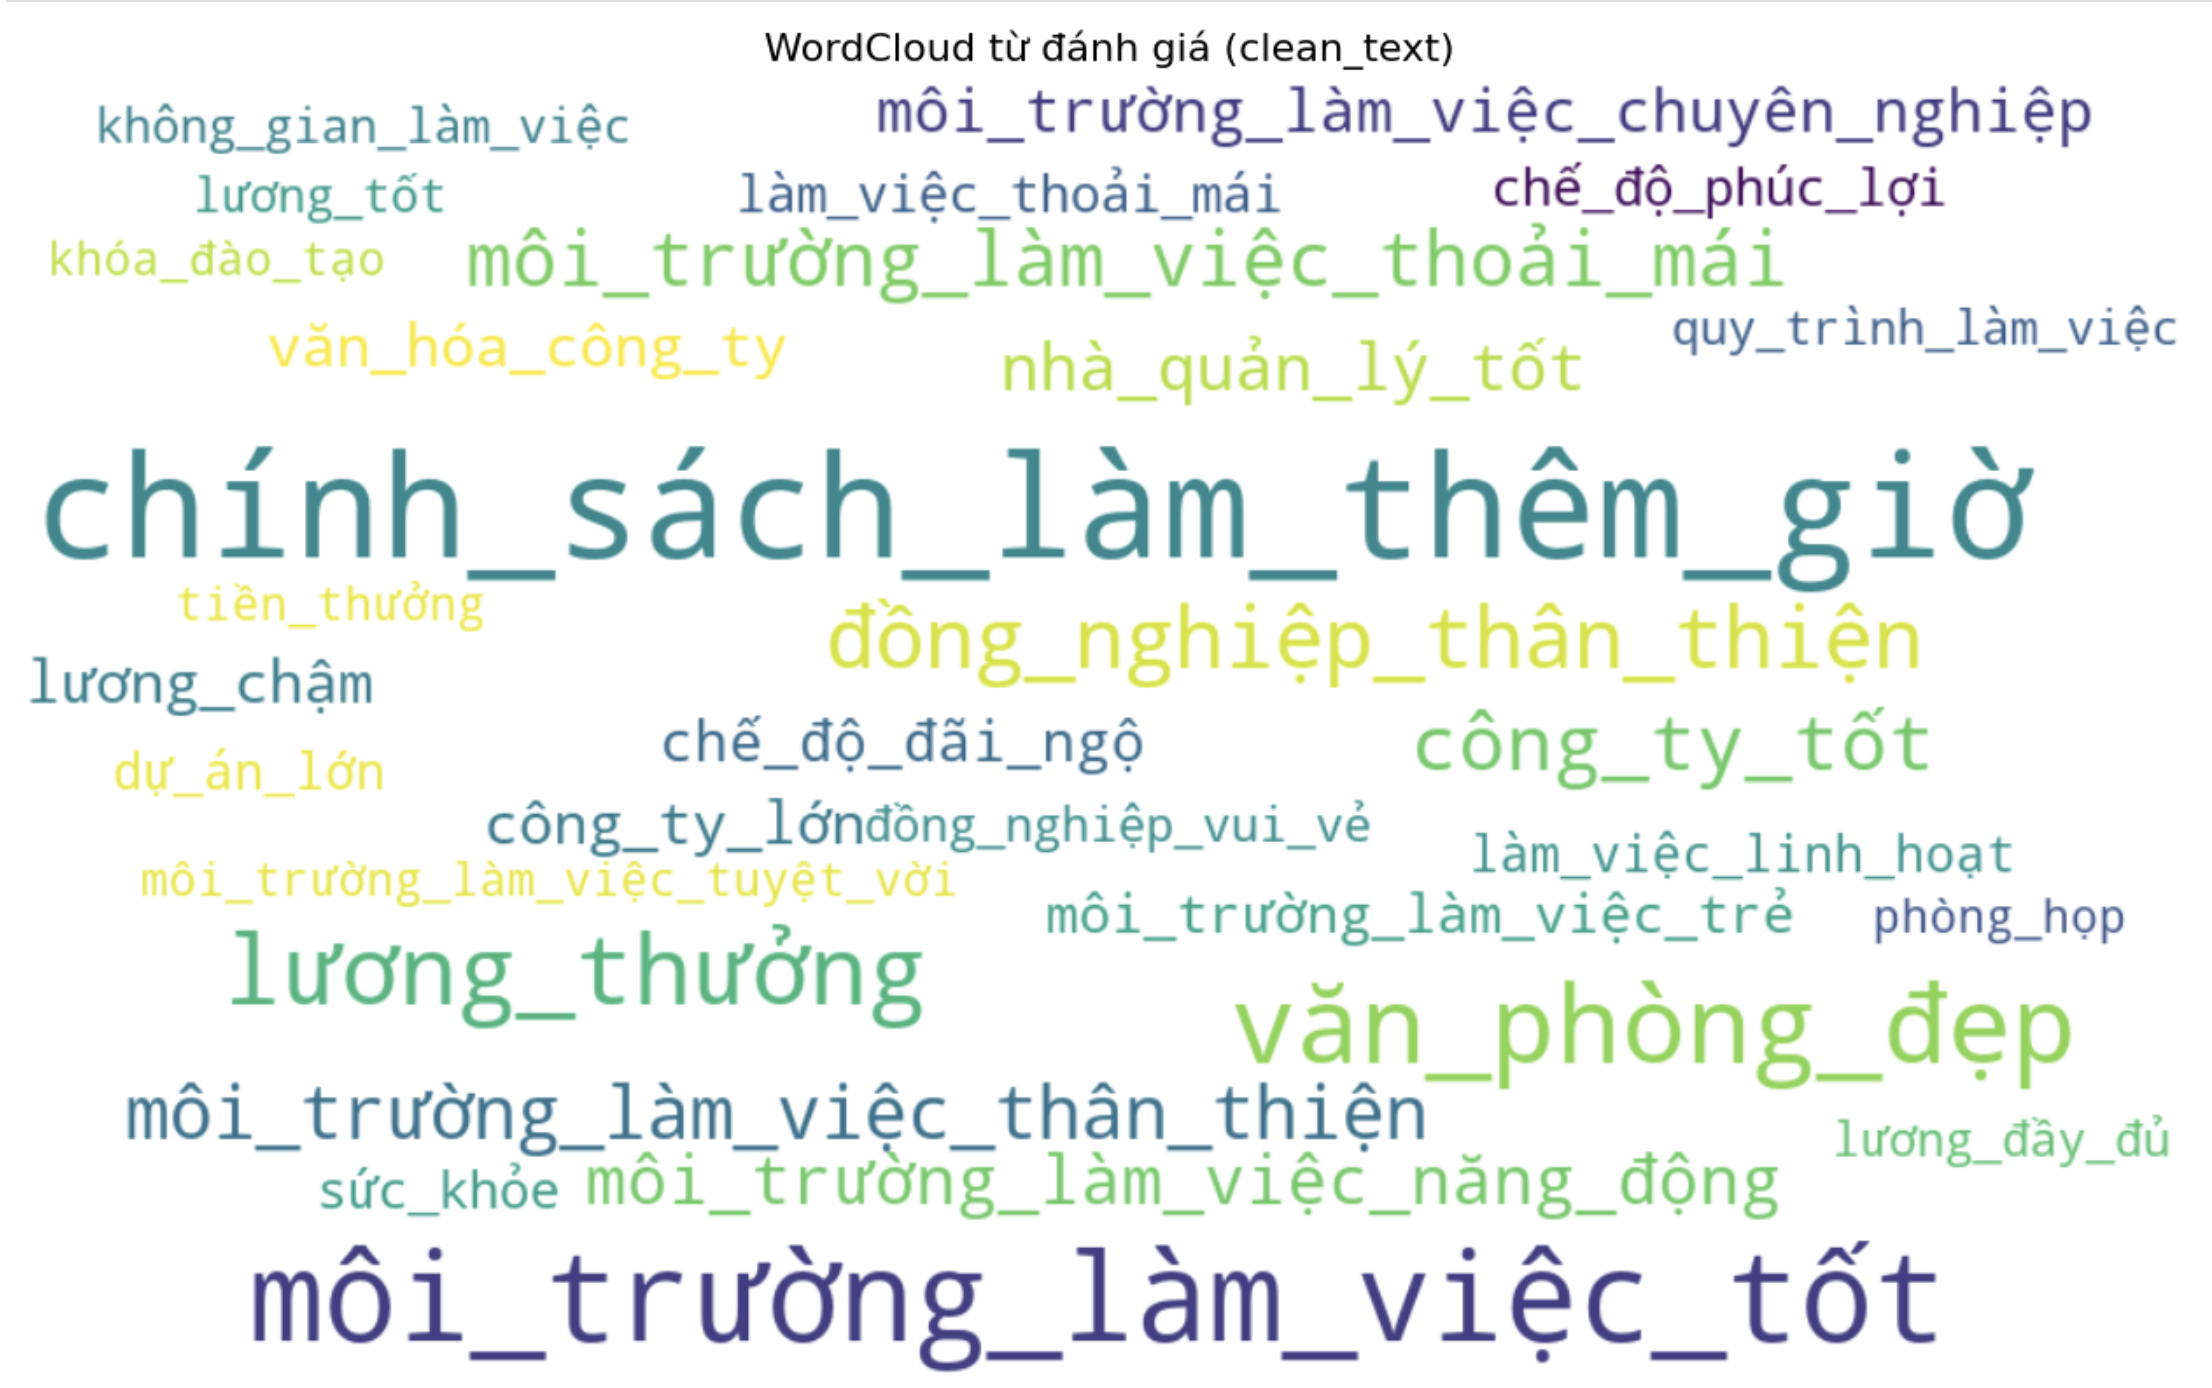 WordCloud từ đánh giá (clean_text)
không_gian_làm_việc
môi_trường_làm_việc_chuyên_nghiệp
lương_tốt
làm_việc_thoải_mái
chế_độ_phúc_lợi
khóa_đào_tạo
môi_trường_làm_việc_thoải_mái
văn_hóa_công_ty
nhà_quản_lý_tốt
quy_trình_làm_việc
chính_sách_làm_thêm_giờ
tiền_thưởng
đồng_nghiệp_thân_thiện
lương_chậm
chế_độ_đãi_ngộ
công_ty_tốt
dự_án_lớn
công_ty_lớn
đồng_nghiệp_vui_vẻ
làm_việc_linh_hoạt
môi_trường_làm_việc_tuyệt_vời
môi_trường_làm_việc_trẻ
phòng_họp
lương_thưởng
văn_phòng_đẹp
môi_trường_làm_việc_thân_thiện
lương_đầy_đủ
sức_khỏe
môi_trường_làm_việc_năng_động
môi_trường_làm_việc_tốt